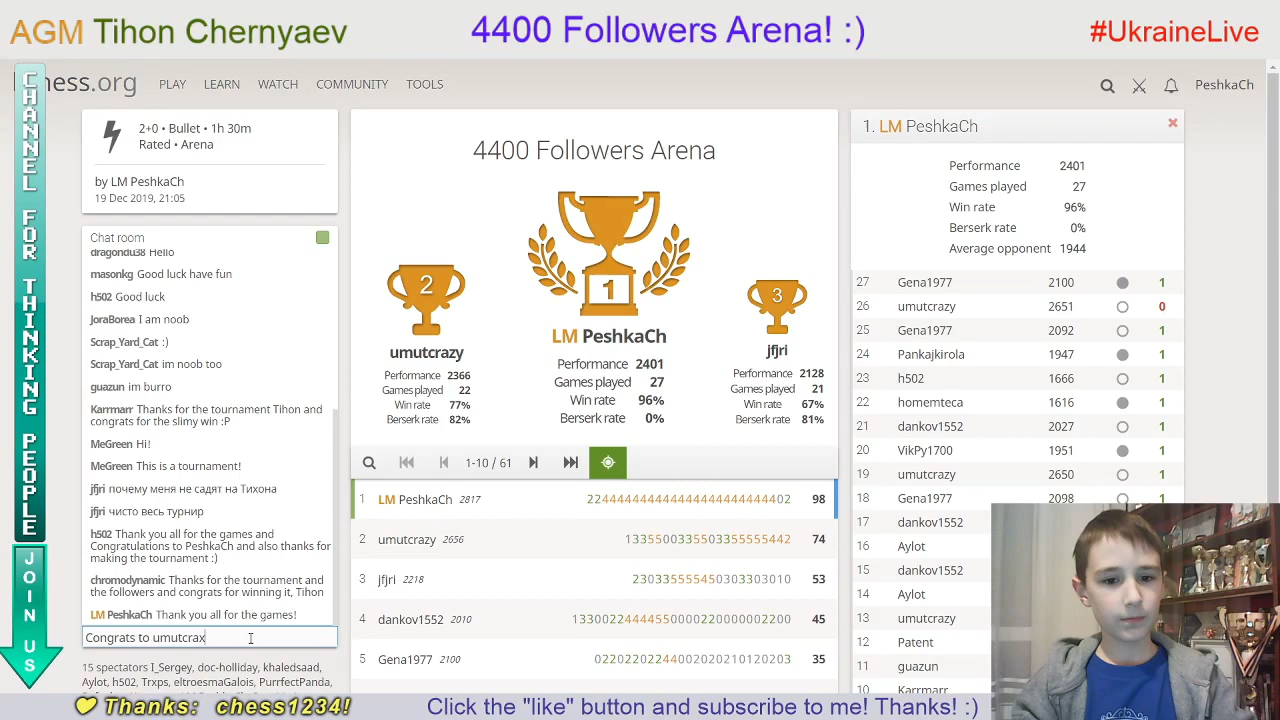 AGM Tihon Chernyaev
4400 Followers Arena! :)
#UkraineLive
CHANNEL FOR THINKING PEOPLE
JOIN US
hess.org
PLAY LEARN WATCH COMMUNITY TOOLS
PeshkaCh
2+0 • Bullet • 1h 30m
Rated • Arena
by LM PeshkaCh
19 Dec 2019, 21:05
Chat room
dragondu38 Hello
masonkg Good luck have fun
h502 Good luck
JoraBorea I am noob
Scrap_Yard_Cat :)
Scrap_Yard_Cat im noob too
guazun im burro
Karrmarr Thanks for the tournament Tihon and
congrats for the slimy win :P
MeGreen Hi!
MeGreen This is a tournament!
jfjri почему меня не садят на Тихона
jfjri чисто весь турнир
h502 Thank you all for the games and
Congratulations to PeshkaCh and also thanks for
making the tournament :)
chromodynamic Thanks for the tournament and
the followers and congrats for winning it, Tihon
LM PeshkaCh Thank you all for the games!
Congrats to umutcrax
15 spectators I_Sergey, doc-holliday, khaledsaad,
Aylot, h502, Trxps, eltroesmaGalois, PurrfectPanda,
4400 Followers Arena
2
1
3
umutcrazy
Performance 2366
Games played 22
Win rate 77%
Berserk rate 82%
LM PeshkaCh
Performance 2401
Games played 27
Win rate 96%
Berserk rate 0%
jfjri
Performance 2128
Games played 21
Win rate 67%
Berserk rate 81%
1-10 / 61
1 LM PeshkaCh 2817 98
2 umutcrazy 2656 74
3 jfjri 2218 53
4 dankov1552 2010 45
5 Gena1977 2100 35
1. LM PeshkaCh
Performance 2401
Games played 27
Win rate 96%
Berserk rate 0%
Average opponent 1944
27 Gena1977 2100 1
26 umutcrazy 2651 0
25 Gena1977 2092 1
24 Pankajkirola 1947 1
23 h502 1666 1
22 homemteca 1616 1
21 dankov1552 2027 1
20 VikPy1700 1951 1
19 umutcrazy 2650 1
18 Gena1977 2098 1
17 dankov1552
16 Aylot
15 dankov1552
14 Aylot
13 umutcrazy
12 Patent
11 guazun
10 Karrmarr
Thanks: chess1234!
Click the "like" button and subscribe to me! Thanks! :)